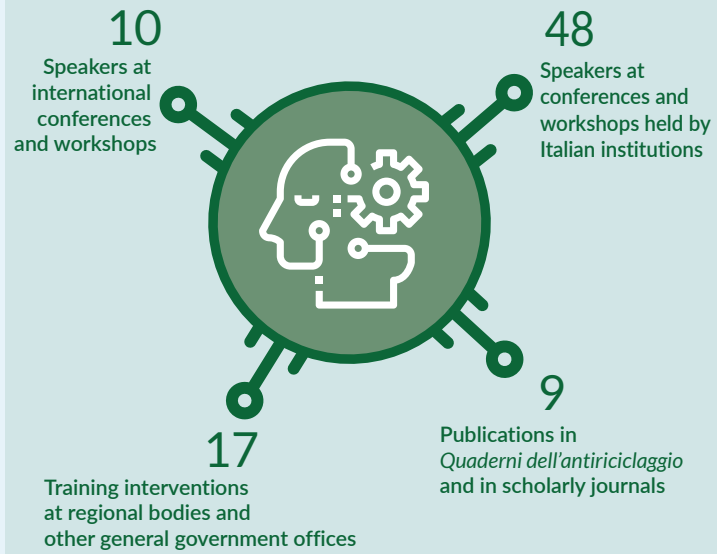 10
Speakers at
international
conferences
and workshops
48
Speakers at
conferences and
workshops held by
Italian institutions
17
Training interventions
at regional bodies and
other general government offices
9
Publications in
Quaderni dell'antiriciclaggio
and in scholarly journals